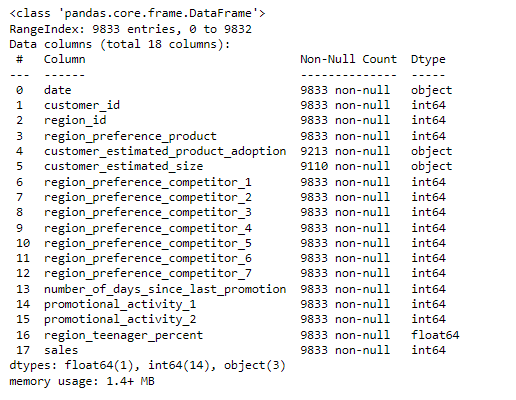 <class 'pandas.core.frame.DataFrame'>
RangeIndex: 9833 entries, 0 to 9832
Data columns (total 18 columns):
 #   Column                               Non-Null Count  Dtype
---  ------                               --------------  -----
 0   date                                 9833 non-null   object
 1   customer_id                          9833 non-null   int64
 2   region_id                            9833 non-null   int64
 3   region_preference_product            9833 non-null   int64
 4   customer_estimated_product_adoption  9213 non-null   object
 5   customer_estimated_size              9110 non-null   object
 6   region_preference_competitor_1       9833 non-null   int64
 7   region_preference_competitor_2       9833 non-null   int64
 8   region_preference_competitor_3       9833 non-null   int64
 9   region_preference_competitor_4       9833 non-null   int64
 10  region_preference_competitor_5       9833 non-null   int64
 11  region_preference_competitor_6       9833 non-null   int64
 12  region_preference_competitor_7       9833 non-null   int64
 13  number_of_days_since_last_promotion  9833 non-null   int64
 14  promotional_activity_1               9833 non-null   int64
 15  promotional_activity_2               9833 non-null   int64
 16  region_teenager_percent              9833 non-null   float64
 17  sales                                9833 non-null   int64
dtypes: float64(1), int64(14), object(3)
memory usage: 1.4+ MB